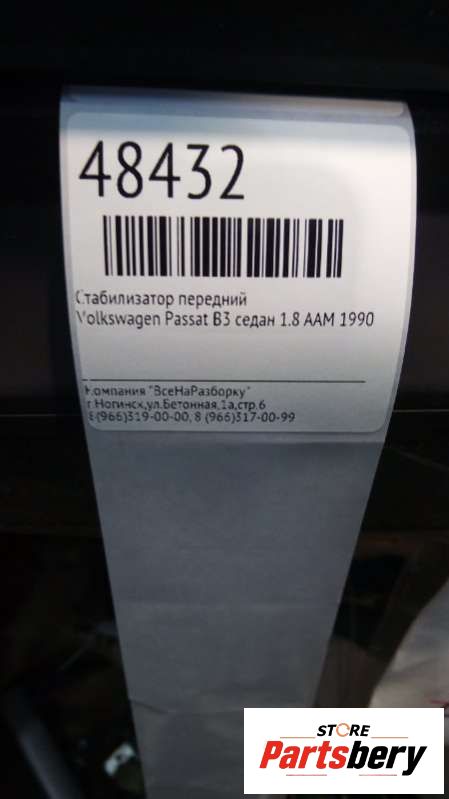 48432
Стабилизатор передний
Volkswagen Passat B3 седан 1.8 AAM 1990
Компания "ВсеНаРазборку"
г.Ногинск,ул.Бетонная,1а,стр.6
8(966)319-00-00, 8 (966)317-00-99
STORE
Partsbery